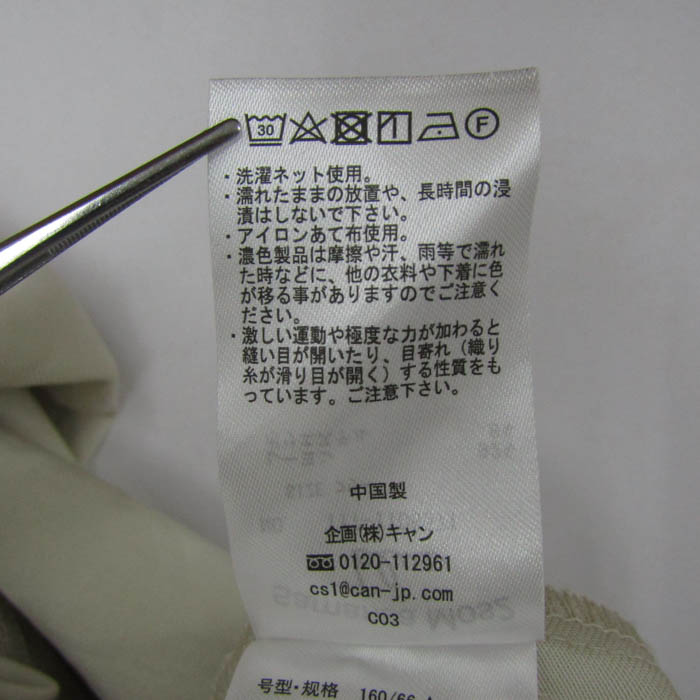 30 F
・洗濯ネット使用。
・濡れたままの放置や、長時間の浸
漬はしないで下さい。
・アイロンあて布使用。
・濃色製品は摩擦や汗、雨等で濡れ
た時などに、他の衣料や下着に色
が移る事がありますのでご注意く
ださい。
・激しい運動や極度な力が加わると
縫い目が開いたり、目寄れ（織り
糸が滑り目が開く）する性質をも
っています。ご注意下さい。
中国製
企画(株)キャン
0120-112961
cs1@can-jp.com
C03
号型・规格 160/66